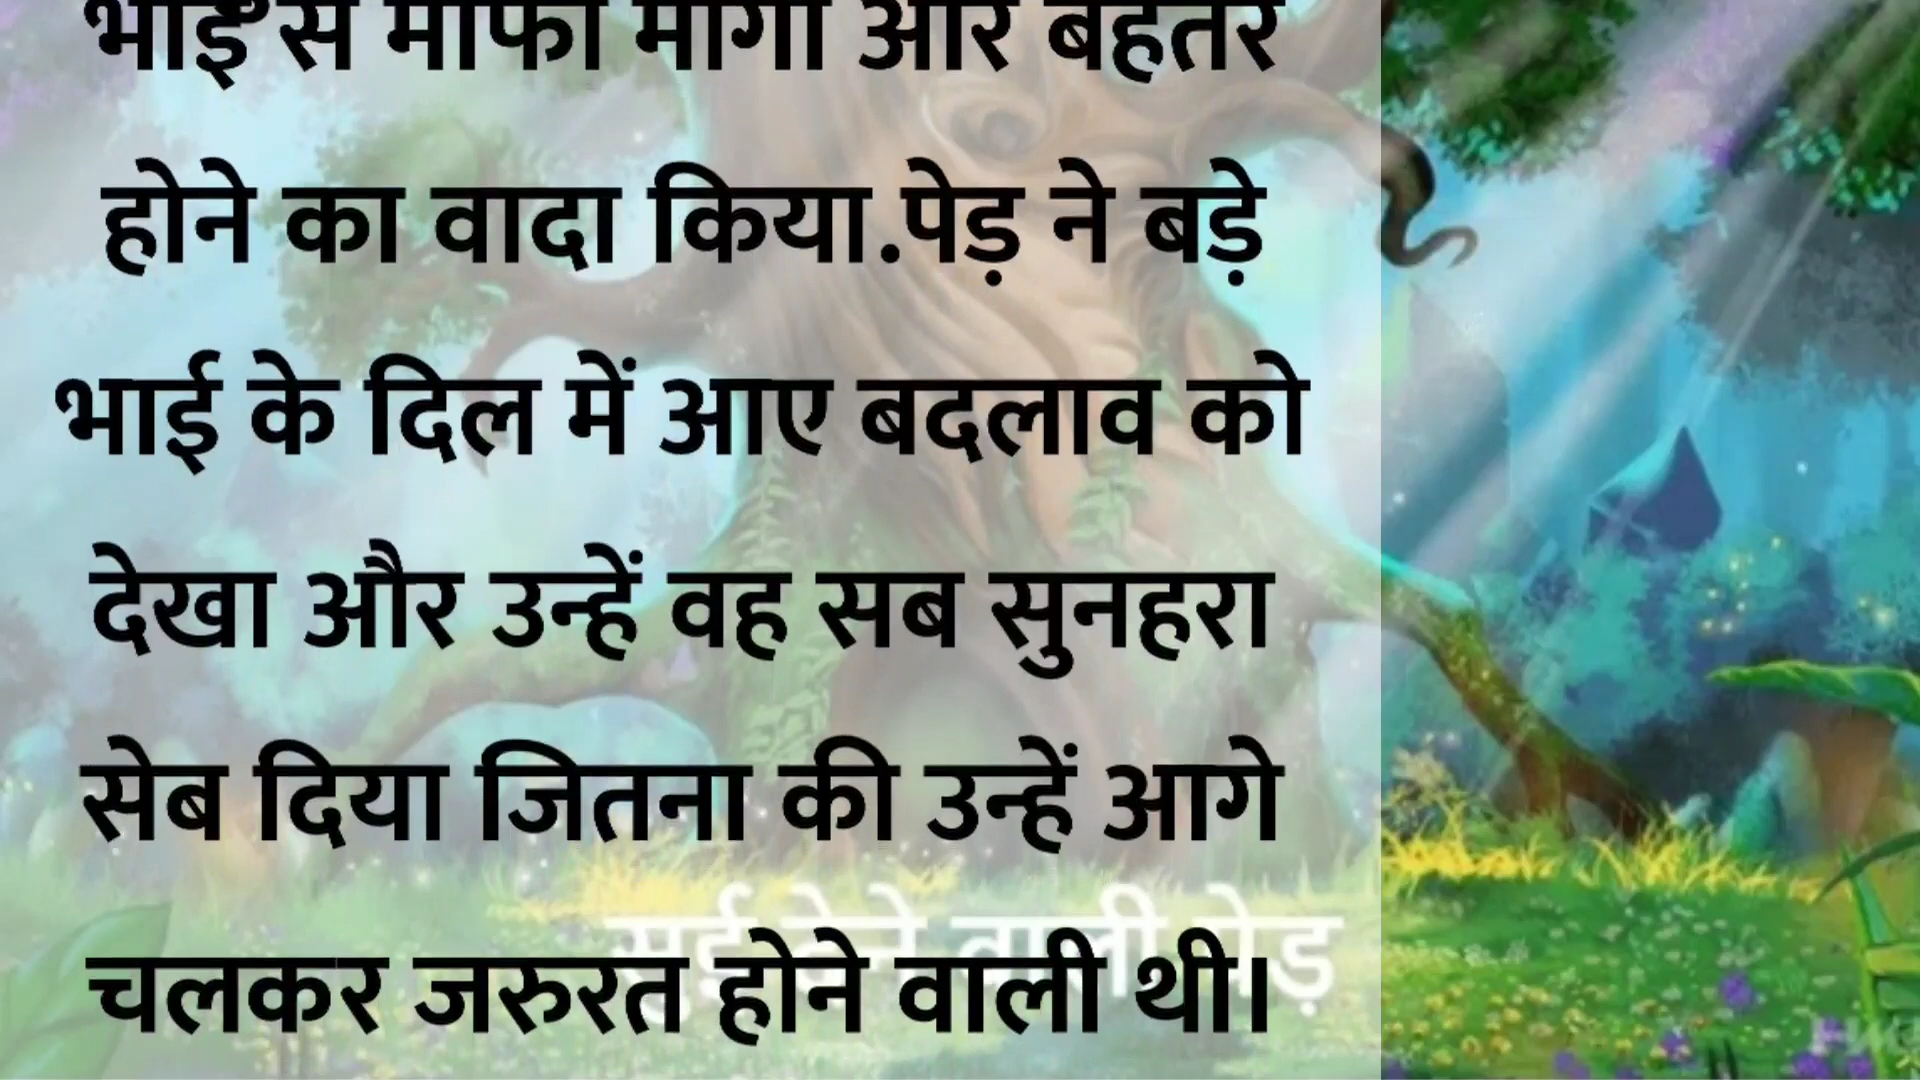 भाई से माफी मांगी और बेहतर
होने का वादा किया.पेड़ ने बड़े
भाई के दिल में आए बदलाव को
देखा और उन्हें वह सब सुनहरा
सेब दिया जितना की उन्हें आगे
चलकर जरुरत होने वाली थी।
सुई देने वाली पेड़